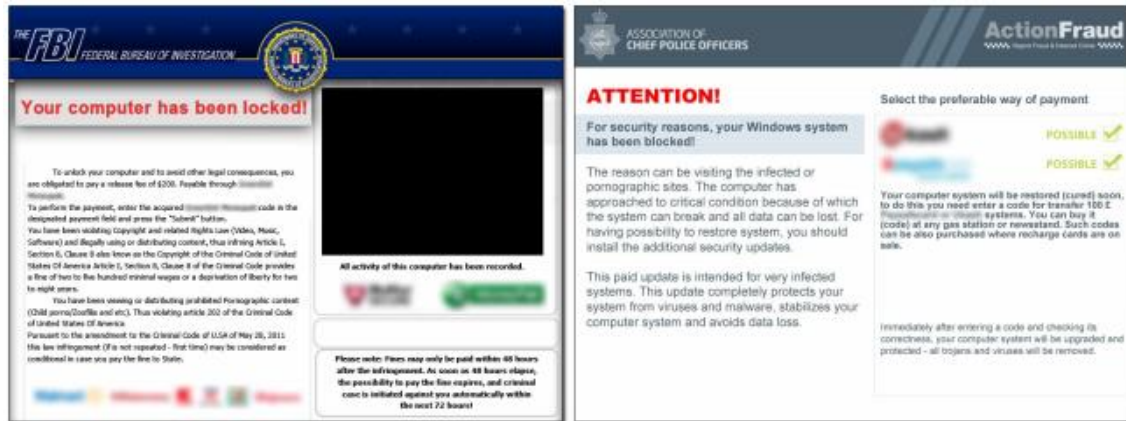 THE FBI FEDERAL BUREAU OF INVESTIGATION
Your computer has been locked!
To unlock your computer and to avoid other legal consequences, you
are obligated to pay a release fee of $200. Payable through
To perform the payment, enter the acquired code in the
designated payment field and press the "Submit" button.
You have been violating Copyright and related Rights Law (Video, Music,
Software) and illegally using or distributing content, thus infriming Article I,
Section 8, Clause 8 also know as the Copyright of the Criminal Code of United
States Of America Article I, Section 8, Clause 8 of the Criminal Code provides
a fine of two to five hundred minimal wages or a deprivation of liberty for two
to eight years.
You have been viewing or distributing prohibited Pornographic content
(Child porno/Zoofilia and etc). Thus violating article 202 of the Criminal Code
of United States Of America
Pursuant to the amendment to the Criminal Code of U.S.A of May 28, 2011
this law infringement (if is not repeated - first time) may be considered as
conditional in case you pay the fine to State.
All activity of this computer has been recorded.
Please note: Fines may only be paid within 48 hours
after the infringement. As soon as 48 hours elapse,
the possibility to pay the fine expires, and criminal
case is initiated against you automatically within
the next 72 hours!
ASSOCIATION OF
CHIEF POLICE OFFICERS
ActionFraud
ATTENTION!
For security reasons, your Windows system
has been blocked!
The reason can be visiting the infected or
pornographic sites. The computer has
approached to critical condition because of which
the system can break and all data can be lost. For
having possibility to restore system, you should
install the additional security updates.
This paid update is intended for very infected
systems. This update completely protects your
system from viruses and malware, stabilizes your
computer system and avoids data loss.
Select the preferable way of payment
POSSIBLE
POSSIBLE
Your computer system will be restored (cured) soon,
to do this you need enter a code for transfer 100 £
systems. You can buy it
(code) at any gas station or newsstand. Such codes
can be also purchased where recharge cards are on
sale.
Immediately after entering a code and checking its
correctness, your computer system will be upgraded and
protected - all trojans and viruses will be removed.